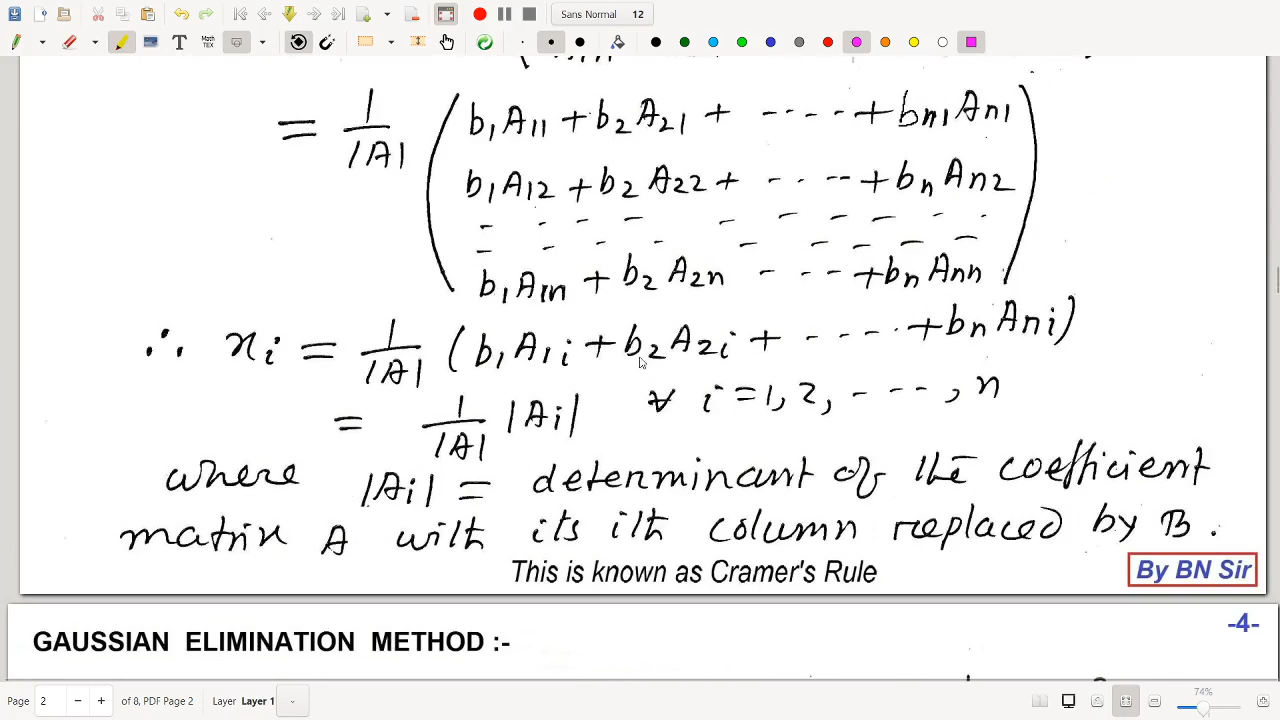 Sans Normal 12
T MATH TEX
= 1/|A| ( b₁A₁₁ + b₂A₂₁ + ----- + bₙ₁Aₙ₁
b₁A₁₂ + b₂A₂₂ + ----- + bₙAₙ₂
b₁A₁ₙ + b₂A₂ₙ ----- + bₙAₙₙ )
∴ xᵢ = 1/|A| (b₁A₁ᵢ + b₂A₂ᵢ + ----- + bₙAₙᵢ)
= 1/|A| |Aᵢ| ∀ i = 1, 2, ----, n
where |Ai| = determinant of the coefficient
matrix A with its ith column replaced by B.
This is known as Cramer's Rule
By BN Sir
-4-
GAUSSIAN ELIMINATION METHOD :-
Page 2 - + of 8, PDF Page 2 Layer Layer 1 74%